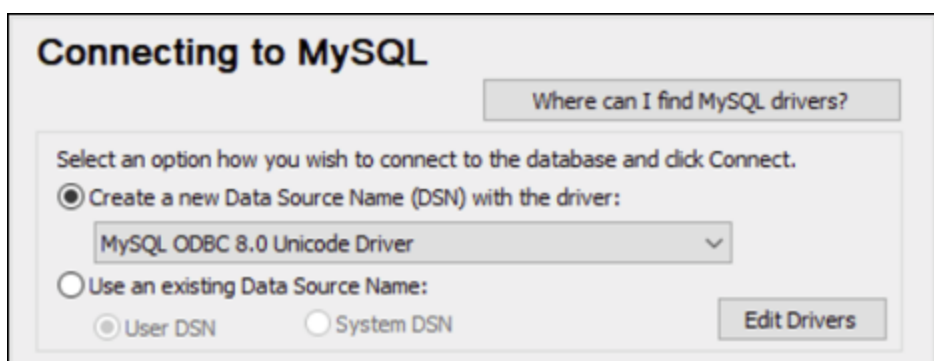 Connecting to MySQL
Where can I find MySQL drivers?
Select an option how you wish to connect to the database and click Connect.
Create a new Data Source Name (DSN) with the driver:
MySQL ODBC 8.0 Unicode Driver
Use an existing Data Source Name:
User DSN System DSN Edit Drivers